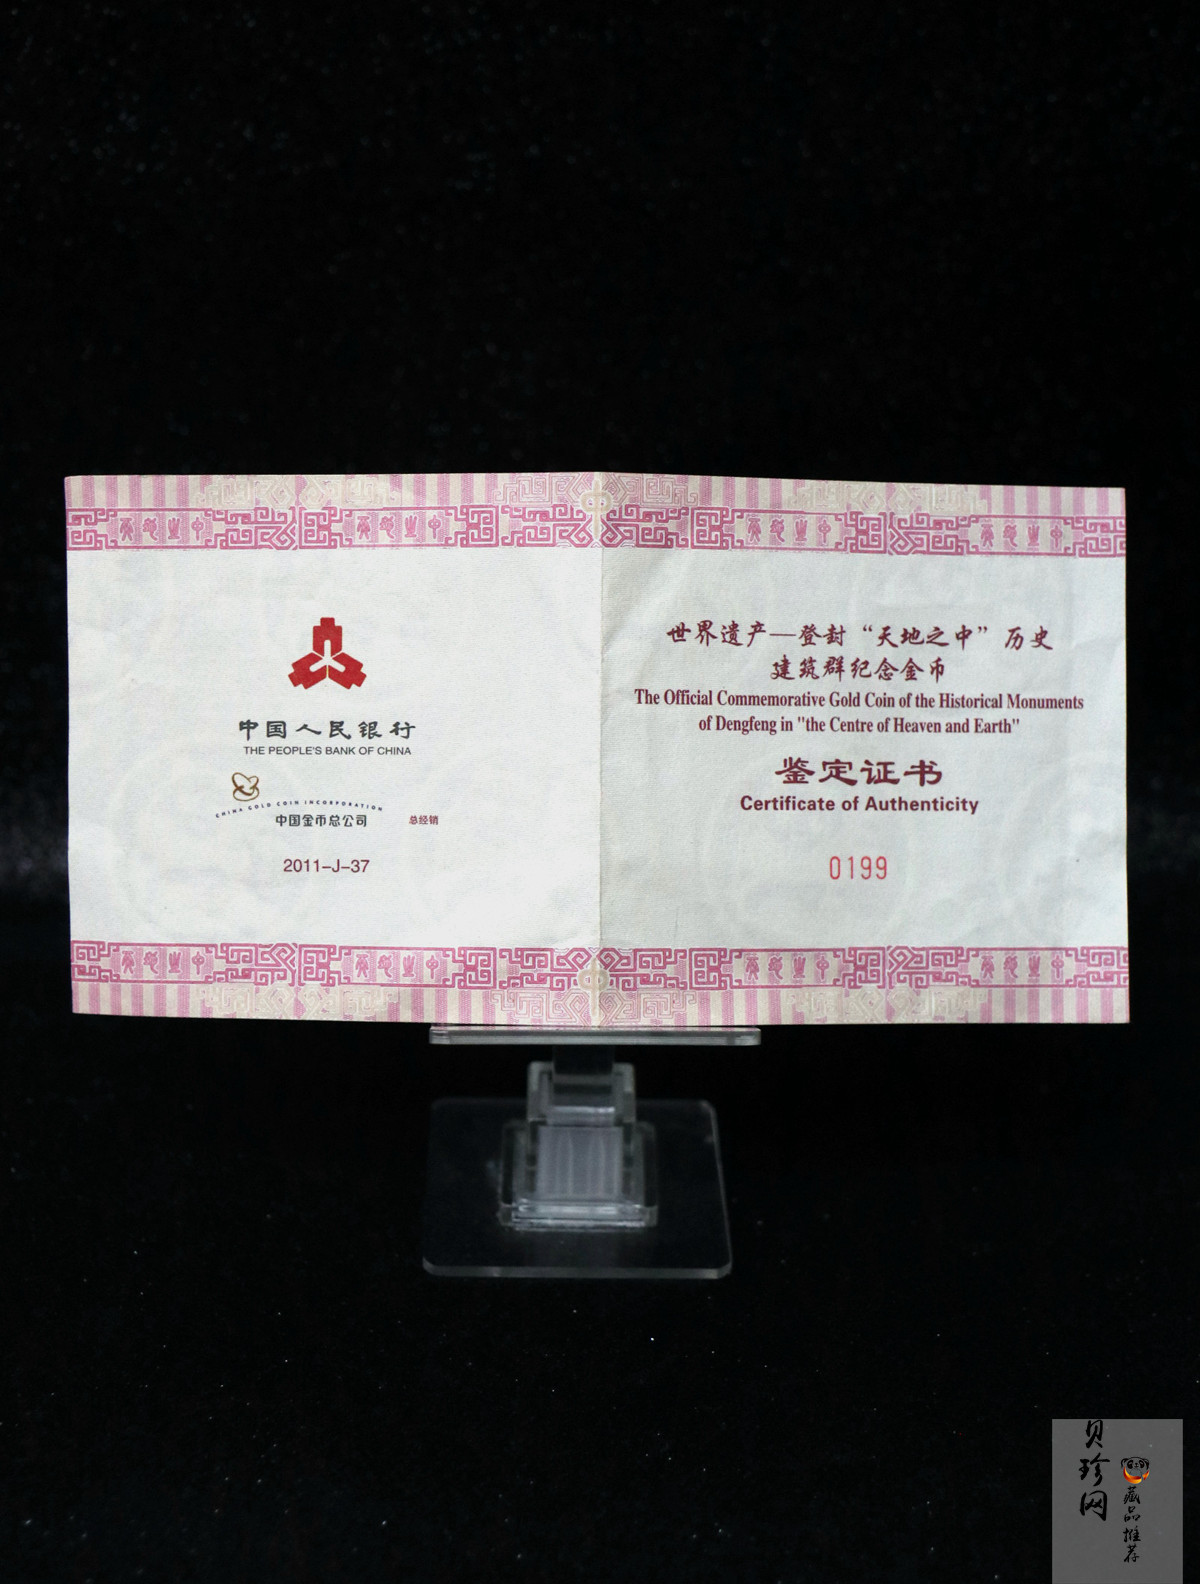 中国人民银行
THE PEOPLE'S BANK OF CHINA
CHINA GOLD COIN INCORPORATION
中国金币总公司 总经销
2011-J-37
世界遗产—登封“天地之中”历史
建筑群纪念金币
The Official Commemorative Gold Coin of the Historical Monuments
of Dengfeng in "the Centre of Heaven and Earth"
鉴定证书
Certificate of Authenticity
0199
贝珍网
藏品推荐